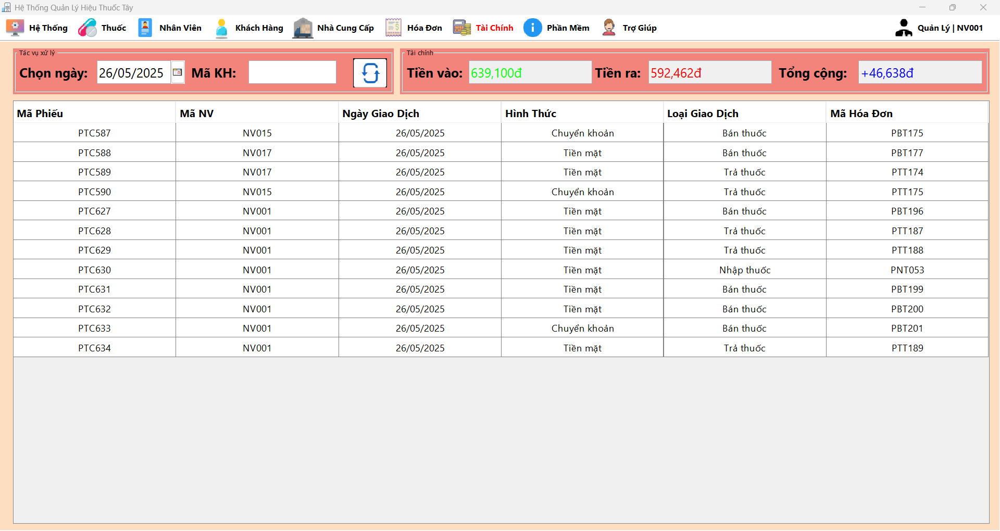 Hệ Thống Quản Lý Hiệu Thuốc Tây
Hệ Thống Thuốc Nhân Viên Khách Hàng Nhà Cung Cấp Hóa Đơn Tài Chính Phần Mềm Trợ Giúp Quản Lý | NV001
Tác vụ xử lý Tài chính
Chọn ngày: 26/05/2025 Mã KH: Tiền vào: 639,100đ Tiền ra: 592,462đ Tổng cộng: +46,638đ
Mã Phiếu Mã NV Ngày Giao Dịch Hình Thức Loại Giao Dịch Mã Hóa Đơn
PTC587 NV015 26/05/2025 Chuyển khoản Bán thuốc PBT175
PTC588 NV017 26/05/2025 Tiền mặt Bán thuốc PBT177
PTC589 NV017 26/05/2025 Tiền mặt Trả thuốc PTT174
PTC590 NV015 26/05/2025 Chuyển khoản Trả thuốc PTT175
PTC627 NV001 26/05/2025 Tiền mặt Bán thuốc PBT196
PTC628 NV001 26/05/2025 Tiền mặt Trả thuốc PTT187
PTC629 NV001 26/05/2025 Tiền mặt Trả thuốc PTT188
PTC630 NV001 26/05/2025 Tiền mặt Nhập thuốc PNT053
PTC631 NV001 26/05/2025 Tiền mặt Bán thuốc PBT199
PTC632 NV001 26/05/2025 Tiền mặt Bán thuốc PBT200
PTC633 NV001 26/05/2025 Chuyển khoản Bán thuốc PBT201
PTC634 NV001 26/05/2025 Tiền mặt Trả thuốc PTT189